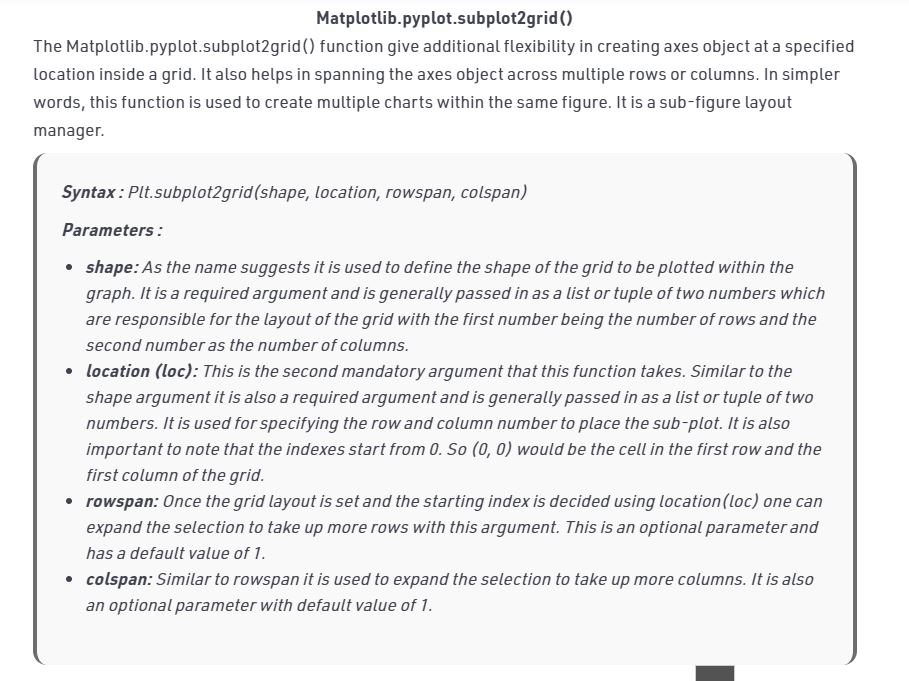 Matplotlib.pyplot.subplot2grid()
The Matplotlib.pyplot.subplot2grid() function give additional flexibility in creating axes object at a specified
location inside a grid. It also helps in spanning the axes object across multiple rows or columns. In simpler
words, this function is used to create multiple charts within the same figure. It is a sub-figure layout
manager.
Syntax : Plt.subplot2grid(shape, location, rowspan, colspan)
Parameters :
• shape: As the name suggests it is used to define the shape of the grid to be plotted within the
graph. It is a required argument and is generally passed in as a list or tuple of two numbers which
are responsible for the layout of the grid with the first number being the number of rows and the
second number as the number of columns.
• location (loc): This is the second mandatory argument that this function takes. Similar to the
shape argument it is also a required argument and is generally passed in as a list or tuple of two
numbers. It is used for specifying the row and column number to place the sub-plot. It is also
important to note that the indexes start from 0. So (0, 0) would be the cell in the first row and the
first column of the grid.
• rowspan: Once the grid layout is set and the starting index is decided using location(loc) one can
expand the selection to take up more rows with this argument. This is an optional parameter and
has a default value of 1.
• colspan: Similar to rowspan it is used to expand the selection to take up more columns. It is also
an optional parameter with default value of 1.